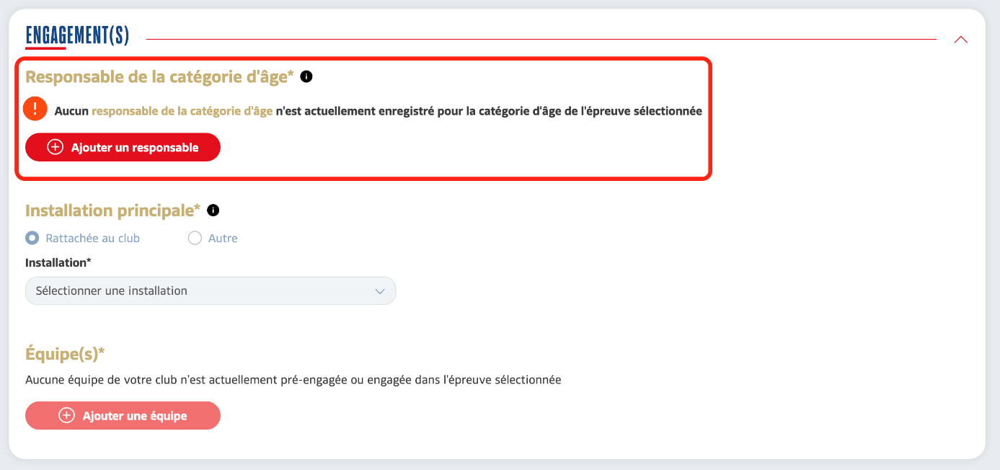 ENGAGEMENT(S)
Responsable de la catégorie d'âge* i
! Aucun responsable de la catégorie d'âge n'est actuellement enregistré pour la catégorie d'âge de l'épreuve sélectionnée
Ajouter un responsable
Installation principale* i
Rattachée au club Autre
Installation*
Sélectionner une installation
Équipe(s)*
Aucune équipe de votre club n'est actuellement pré-engagée ou engagée dans l'épreuve sélectionnée
Ajouter une équipe